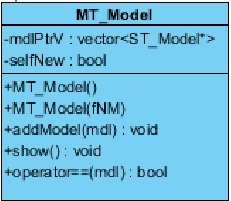 MT_Model
-mdlPtrV : vector<ST_Model*>
-selfNew : bool
+MT_Model()
+MT_Model(fNM)
+addModel(mdl) : void
+show() : void
+operator==(mdl) : bool